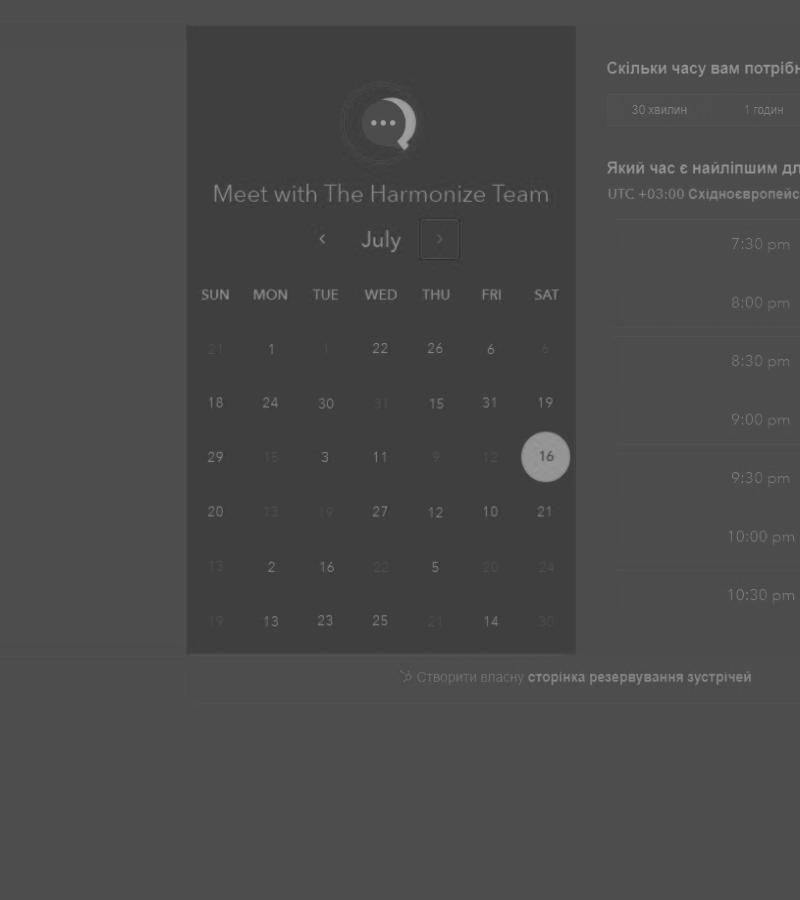 Meet with The Harmonize Team
July
SUN MON TUE WED THU FRI SAT
21 1 1 22 26 6 6
18 24 30 31 15 31 19
29 15 3 11 9 12 16
20 13 19 27 12 10 21
13 2 16 22 5 20 24
19 13 23 25 21 14 30
Скільки часу вам потрібн
30 хвилин 1 годин
Який час є найліпшим дл
UTC +03:00 Східноєвропейс
7:30 pm
8:00 pm
8:30 pm
9:00 pm
9:30 pm
10:00 pm
10:30 pm
Створити власну сторінка резервування зустрічей